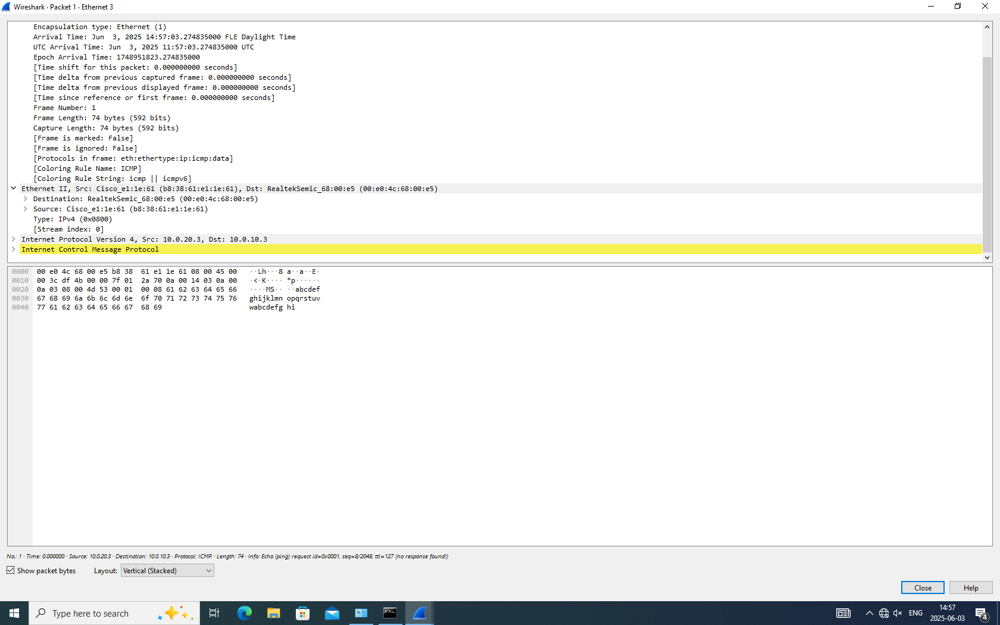 Wireshark · Packet 1 · Ethernet 3
Encapsulation type: Ethernet (1)
Arrival Time: Jun  3, 2025 14:57:03.274835000 FLE Daylight Time
UTC Arrival Time: Jun  3, 2025 11:57:03.274835000 UTC
Epoch Arrival Time: 1748951823.274835000
[Time shift for this packet: 0.000000000 seconds]
[Time delta from previous captured frame: 0.000000000 seconds]
[Time delta from previous displayed frame: 0.000000000 seconds]
[Time since reference or first frame: 0.000000000 seconds]
Frame Number: 1
Frame Length: 74 bytes (592 bits)
Capture Length: 74 bytes (592 bits)
[Frame is marked: False]
[Frame is ignored: False]
[Protocols in frame: eth:ethertype:ip:icmp:data]
[Coloring Rule Name: ICMP]
[Coloring Rule String: icmp || icmpv6]
Ethernet II, Src: Cisco_e1:1e:61 (b8:38:61:e1:1e:61), Dst: RealtekSemic_68:00:e5 (00:e0:4c:68:00:e5)
Destination: RealtekSemic_68:00:e5 (00:e0:4c:68:00:e5)
Source: Cisco_e1:1e:61 (b8:38:61:e1:1e:61)
Type: IPv4 (0x0800)
[Stream index: 0]
Internet Protocol Version 4, Src: 10.0.20.3, Dst: 10.0.10.3
Internet Control Message Protocol
0000  00 e0 4c 68 00 e5 b8 38  61 e1 1e 61 08 00 45 00   ··Lh···8 a··a··E·
0010  00 3c df 4b 00 00 7f 01  2a 70 0a 00 14 03 0a 00   ·<·K···· *p······
0020  0a 03 08 00 4d 53 00 01  00 08 61 62 63 64 65 66   ····MS·· ··abcdef
0030  67 68 69 6a 6b 6c 6d 6e  6f 70 71 72 73 74 75 76   ghijklmn opqrstuv
0040  77 61 62 63 64 65 66 67  68 69   wabcdefg hi
No.: 1 · Time: 0.000000 · Source: 10.0.20.3 · Destination: 10.0.10.3 · Protocol: ICMP · Length: 74 · Info: Echo (ping) request id=0x0001, seq=8/2048, ttl=127 (no response found!)
Show packet bytes Layout: Vertical (Stacked)
Close Help
Type here to search
ENG
14:57
2025-06-03
4